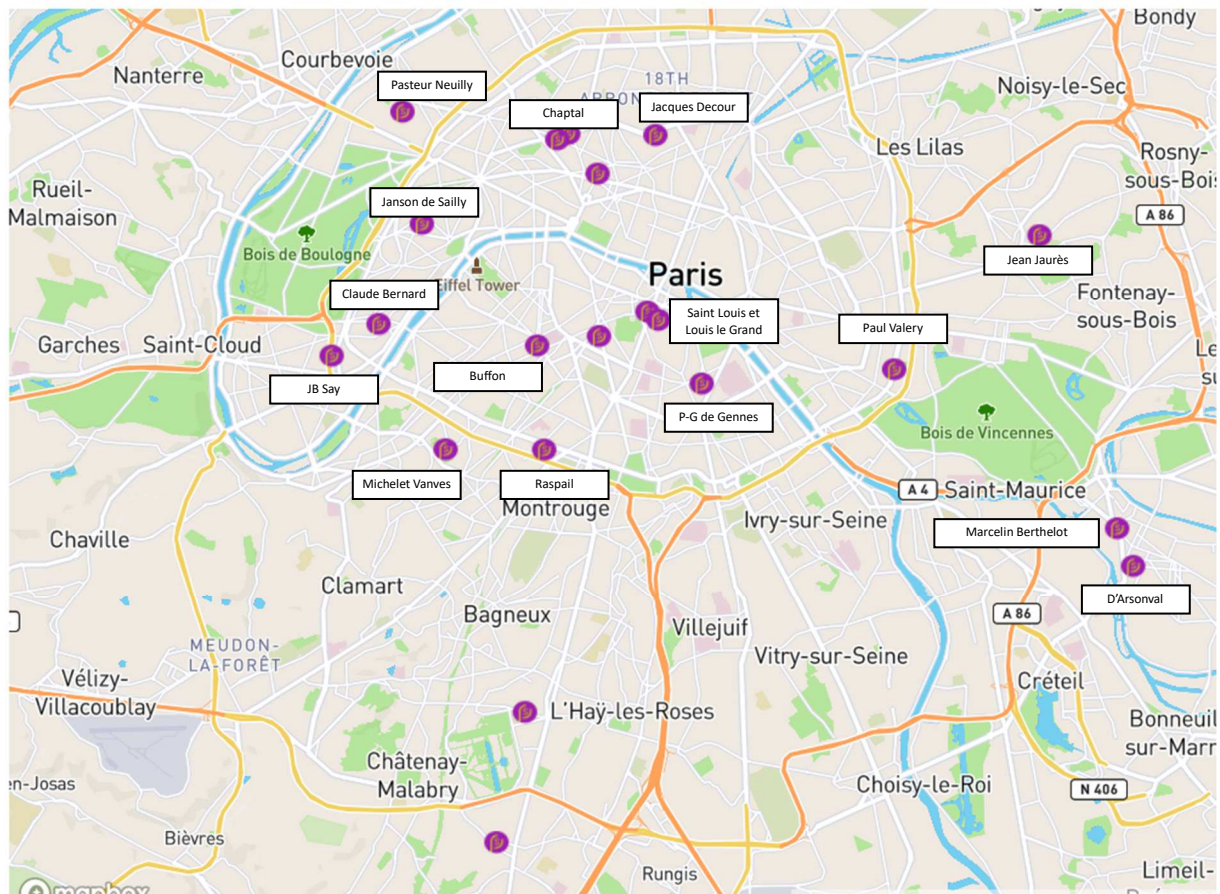 Bondy
Courbevoie
Nanterre
18TH
Pasteur Neuilly
Noisy-le-Sec
Chaptal
Jacques Decour
Les Lilas
Rosny-
sous-Bois
Rueil-
Malmaison
Janson de Sailly
A 86
Bois de Boulogne
Jean Jaurès
Paris
Eiffel Tower
Claude Bernard
Fontenay-
sous-Bois
Saint Louis et
Louis le Grand
Paul Valery
Garches
Saint-Cloud
Buffon
JB Say
P-G de Gennes
Bois de Vincennes
Michelet Vanves
Raspail
A 4
Saint-Maurice
Montrouge
Ivry-sur-Seine
Marcelin Berthelot
Chaville
Clamart
D'Arsonval
Bagneux
A 86
Villejuif
MEUDON-
LA-FORÊT
Vitry-sur-Seine
Vélizy-
Villacoublay
Créteil
L'Haÿ-les-Roses
Bonneuil
sur-Marn
Châtenay-
Malabry
en-Josas
Choisy-le-Roi
N 406
Bièvres
Rungis
Limeil-
mapbox